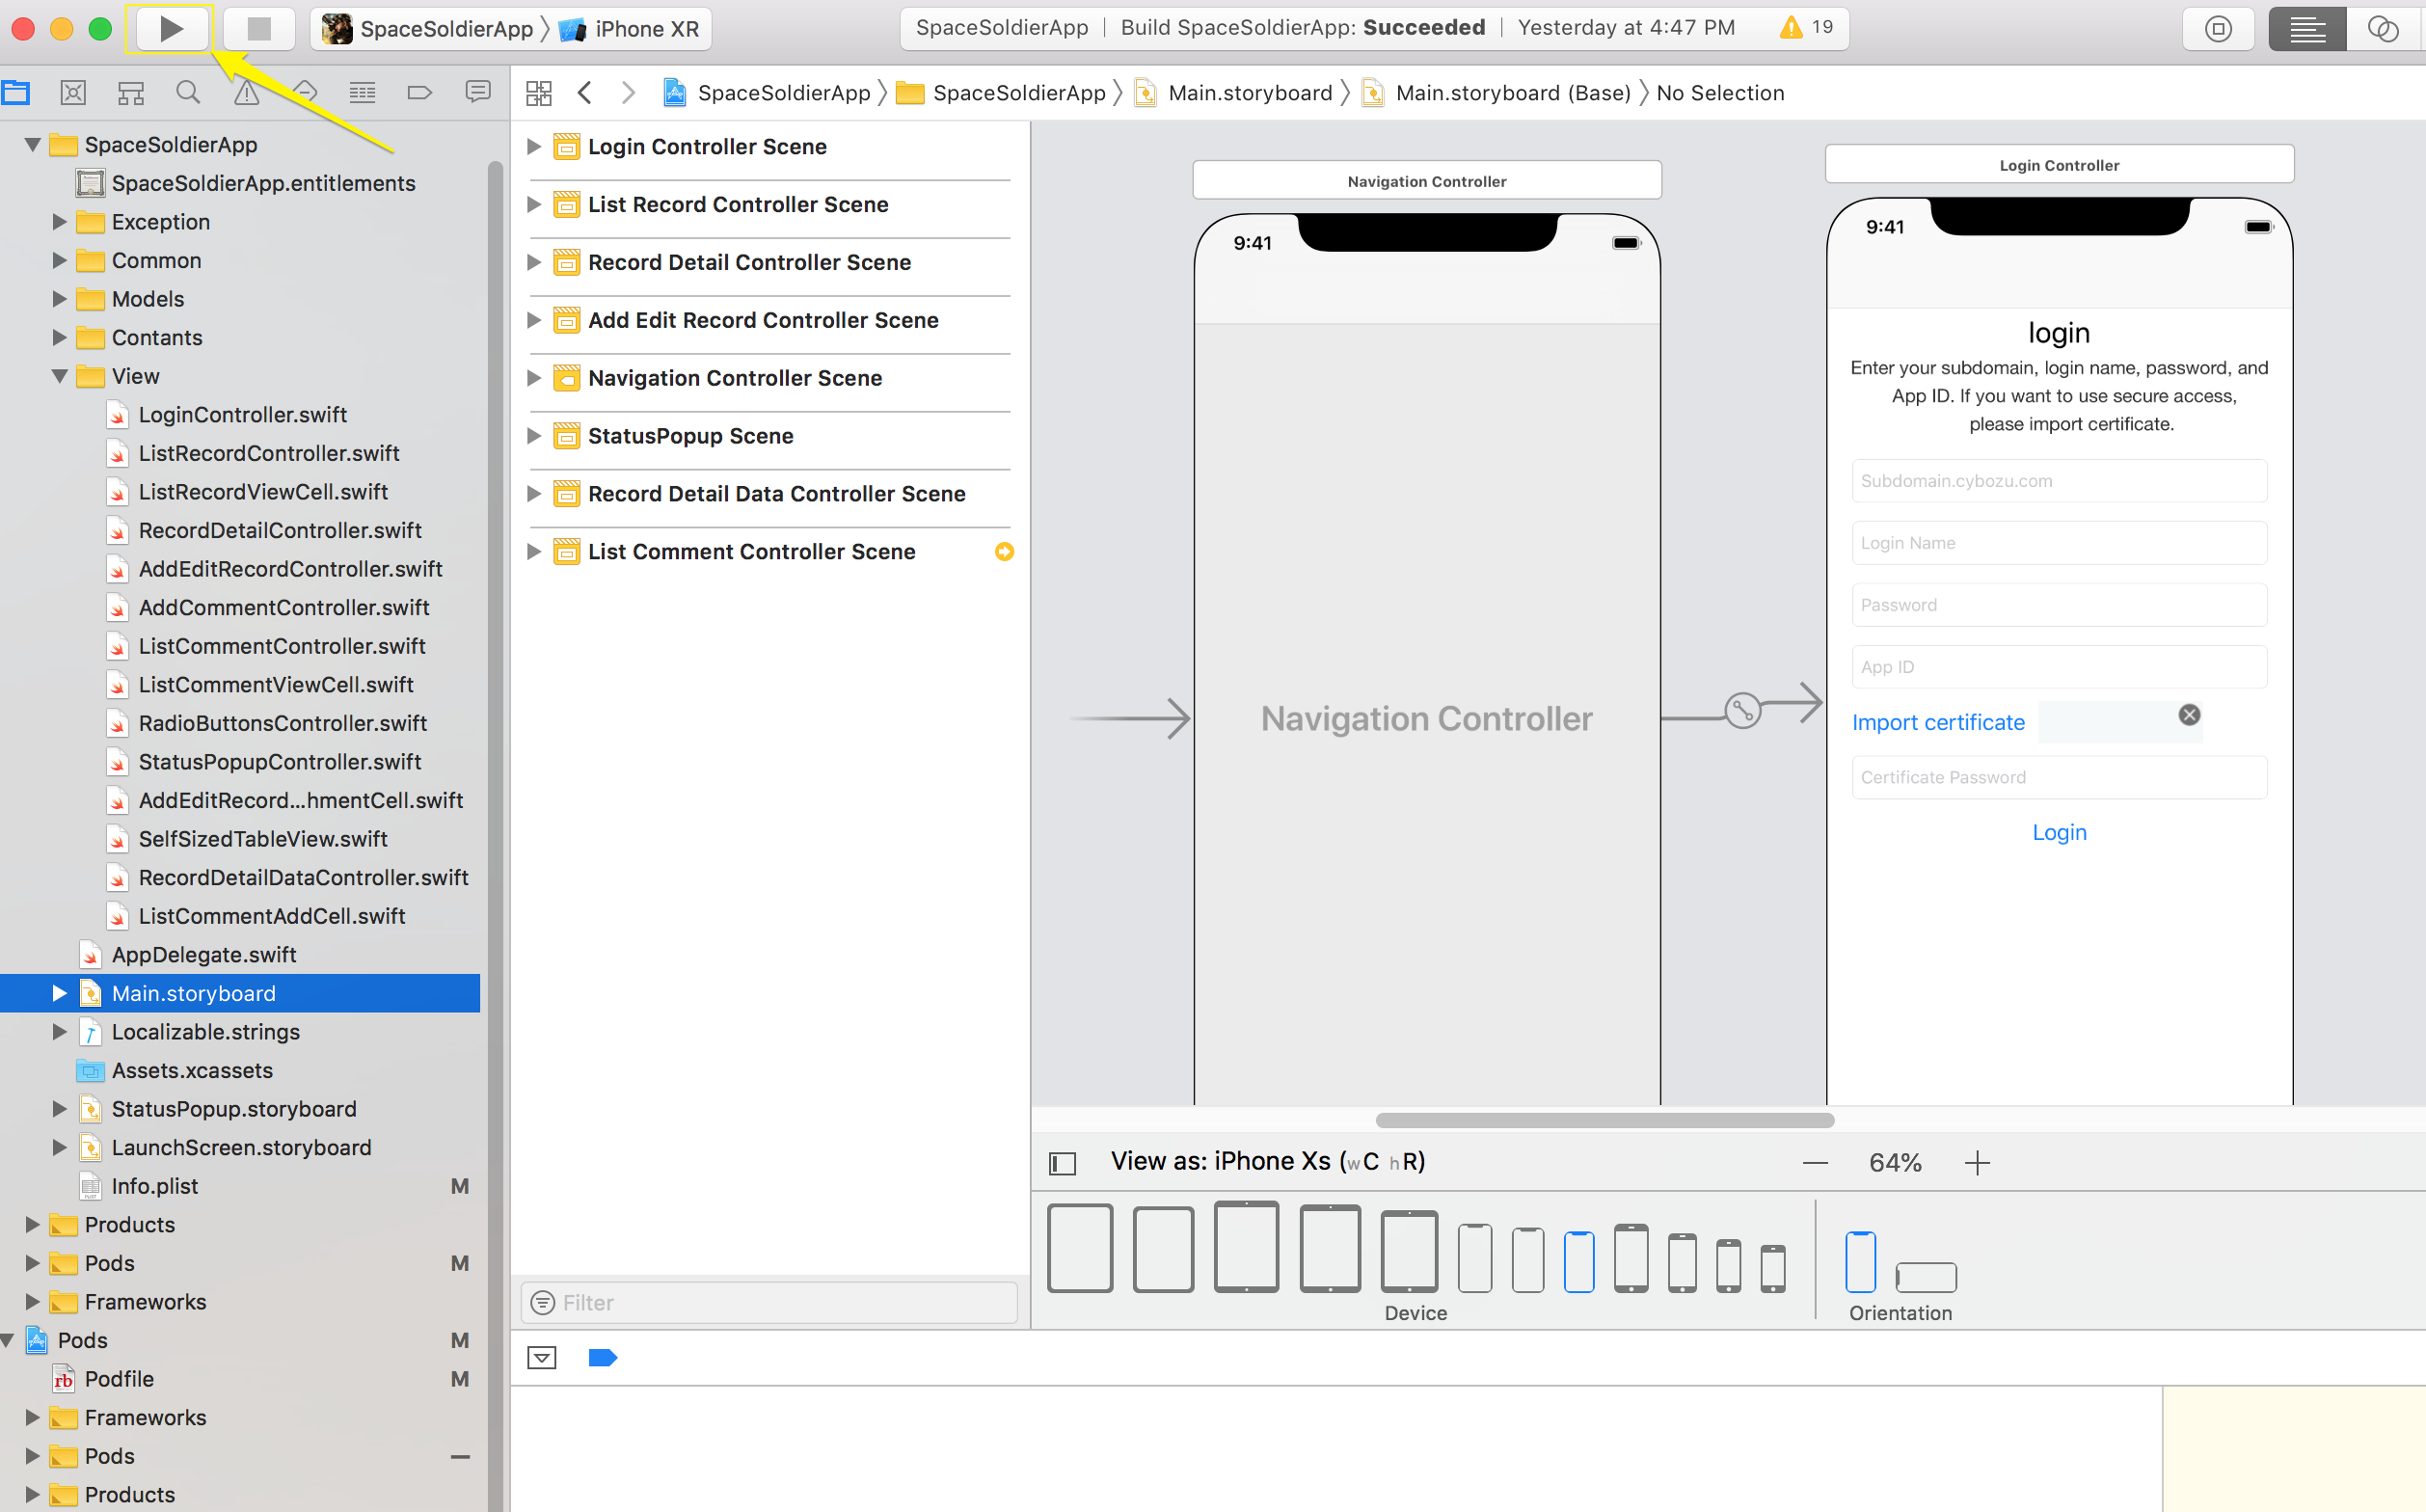 SpaceSoldierApp 〉 iPhone XR
SpaceSoldierApp | Build SpaceSoldierApp: Succeeded | Yesterday at 4:47 PM 19
SpaceSoldierApp 〉 SpaceSoldierApp 〉 Main.storyboard 〉 Main.storyboard (Base) 〉 No Selection
SpaceSoldierApp
SpaceSoldierApp.entitlements
Exception
Common
Models
Contants
View
LoginController.swift
ListRecordController.swift
ListRecordViewCell.swift
RecordDetailController.swift
AddEditRecordController.swift
AddCommentController.swift
ListCommentController.swift
ListCommentViewCell.swift
RadioButtonsController.swift
StatusPopupController.swift
AddEditRecord...hmentCell.swift
SelfSizedTableView.swift
RecordDetailDataController.swift
ListCommentAddCell.swift
AppDelegate.swift
Main.storyboard
Localizable.strings
Assets.xcassets
StatusPopup.storyboard
LaunchScreen.storyboard
Info.plist M
Products
Pods M
Frameworks
Pods M
rb Podfile M
Frameworks
Pods
Products
Login Controller Scene
List Record Controller Scene
Record Detail Controller Scene
Add Edit Record Controller Scene
Navigation Controller Scene
StatusPopup Scene
Record Detail Data Controller Scene
List Comment Controller Scene
Filter
Navigation Controller
9:41
Navigation Controller
Login Controller
9:41
login
Enter your subdomain, login name, password, and
App ID. If you want to use secure access,
please import certificate.
Subdomain.cybozu.com
Login Name
Password
App ID
Import certificate
Certificate Password
Login
View as: iPhone Xs (wC hR)
— 64% +
Device
Orientation